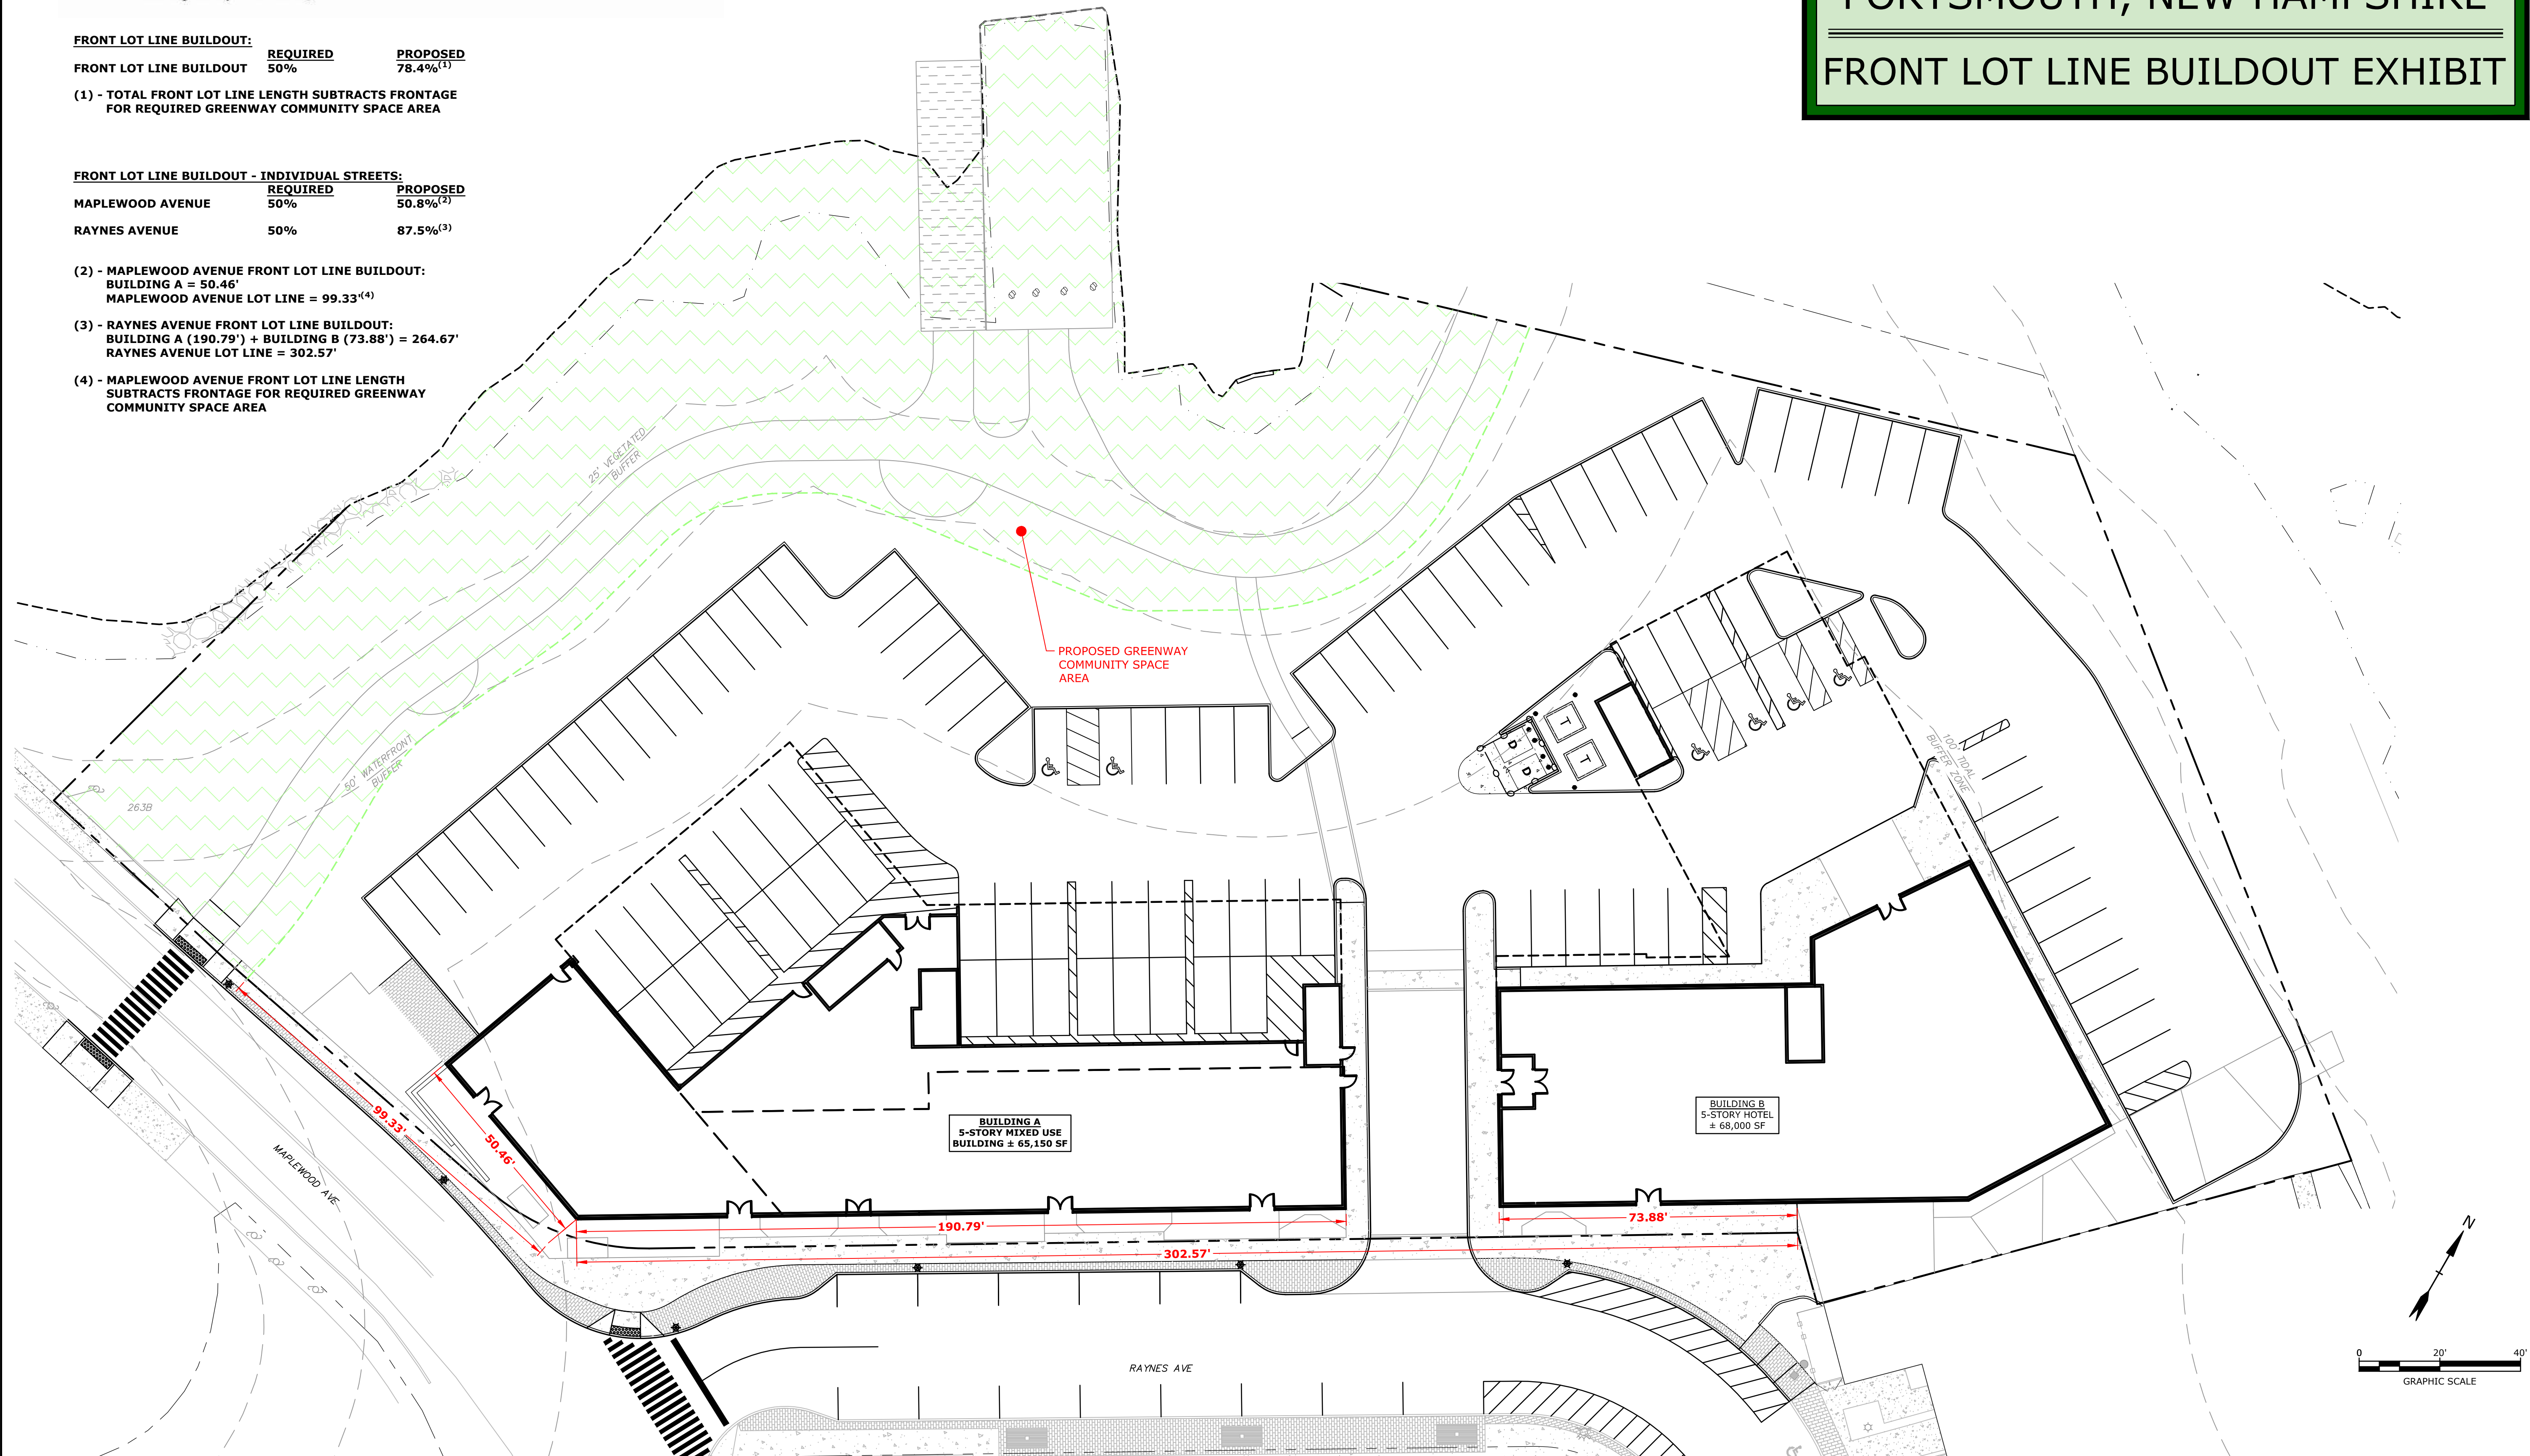 PORTSMOUTH, NEW HAMPSHIRE
FRONT LOT LINE BUILDOUT EXHIBIT
FRONT LOT LINE BUILDOUT:
REQUIRED PROPOSED
FRONT LOT LINE BUILDOUT 50% 78.4%(1)
(1) - TOTAL FRONT LOT LINE LENGTH SUBTRACTS FRONTAGE
FOR REQUIRED GREENWAY COMMUNITY SPACE AREA
FRONT LOT LINE BUILDOUT - INDIVIDUAL STREETS:
REQUIRED PROPOSED
MAPLEWOOD AVENUE 50% 50.8%(2)
RAYNES AVENUE 50% 87.5%(3)
(2) - MAPLEWOOD AVENUE FRONT LOT LINE BUILDOUT:
BUILDING A = 50.46'
MAPLEWOOD AVENUE LOT LINE = 99.33'(4)
(3) - RAYNES AVENUE FRONT LOT LINE BUILDOUT:
BUILDING A (190.79') + BUILDING B (73.88') = 264.67'
RAYNES AVENUE LOT LINE = 302.57'
(4) - MAPLEWOOD AVENUE FRONT LOT LINE LENGTH
SUBTRACTS FRONTAGE FOR REQUIRED GREENWAY
COMMUNITY SPACE AREA
25' VEGETATED
BUFFER
PROPOSED GREENWAY
COMMUNITY SPACE
AREA
50' WATERFRONT
BUFFER
263B
100' TIDAL
BUFFER ZONE
T
T
D
D
99.33'
50.46'
MAPLEWOOD AVE
BUILDING A
5-STORY MIXED USE
BUILDING ± 65,150 SF
BUILDING B
5-STORY HOTEL
± 68,000 SF
190.79'
73.88'
302.57'
RAYNES AVE
N
0 20' 40'
GRAPHIC SCALE